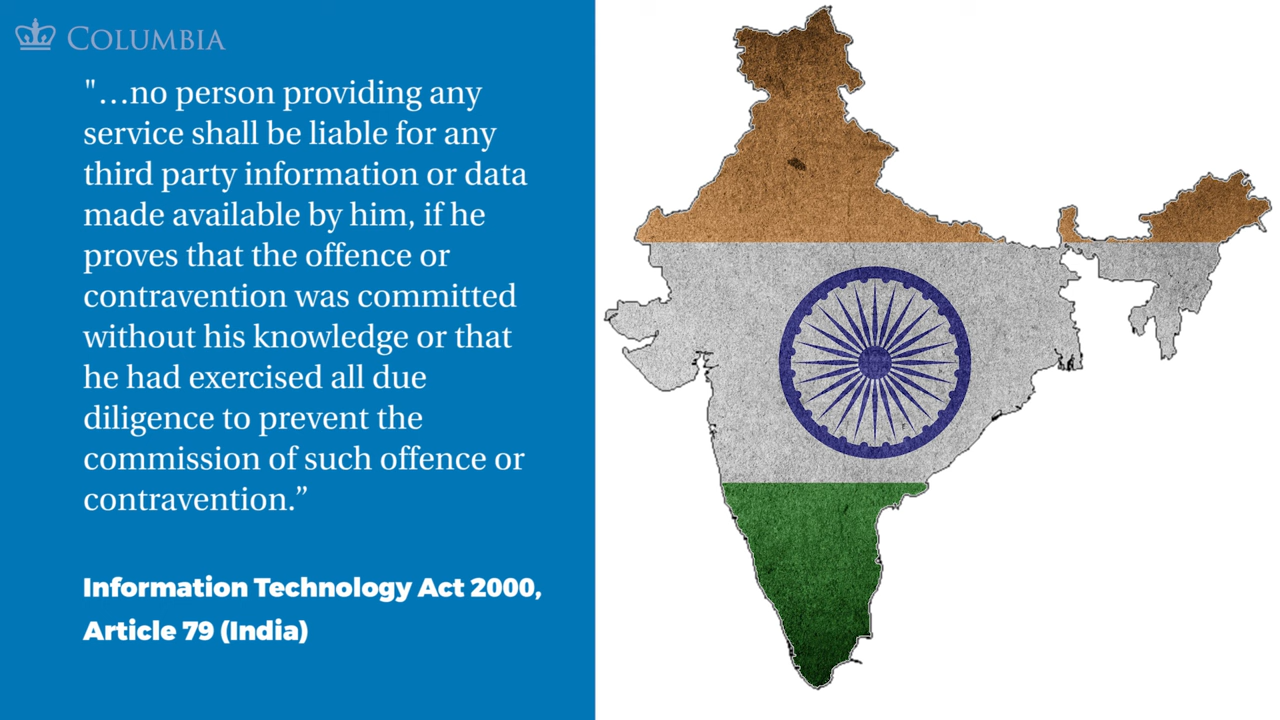 COLUMBIA
"…no person providing any
service shall be liable for any
third party information or data
made available by him, if he
proves that the offence or
contravention was committed
without his knowledge or that
he had exercised all due
diligence to prevent the
commission of such offence or
contravention.”
Information Technology Act 2000,
Article 79 (India)